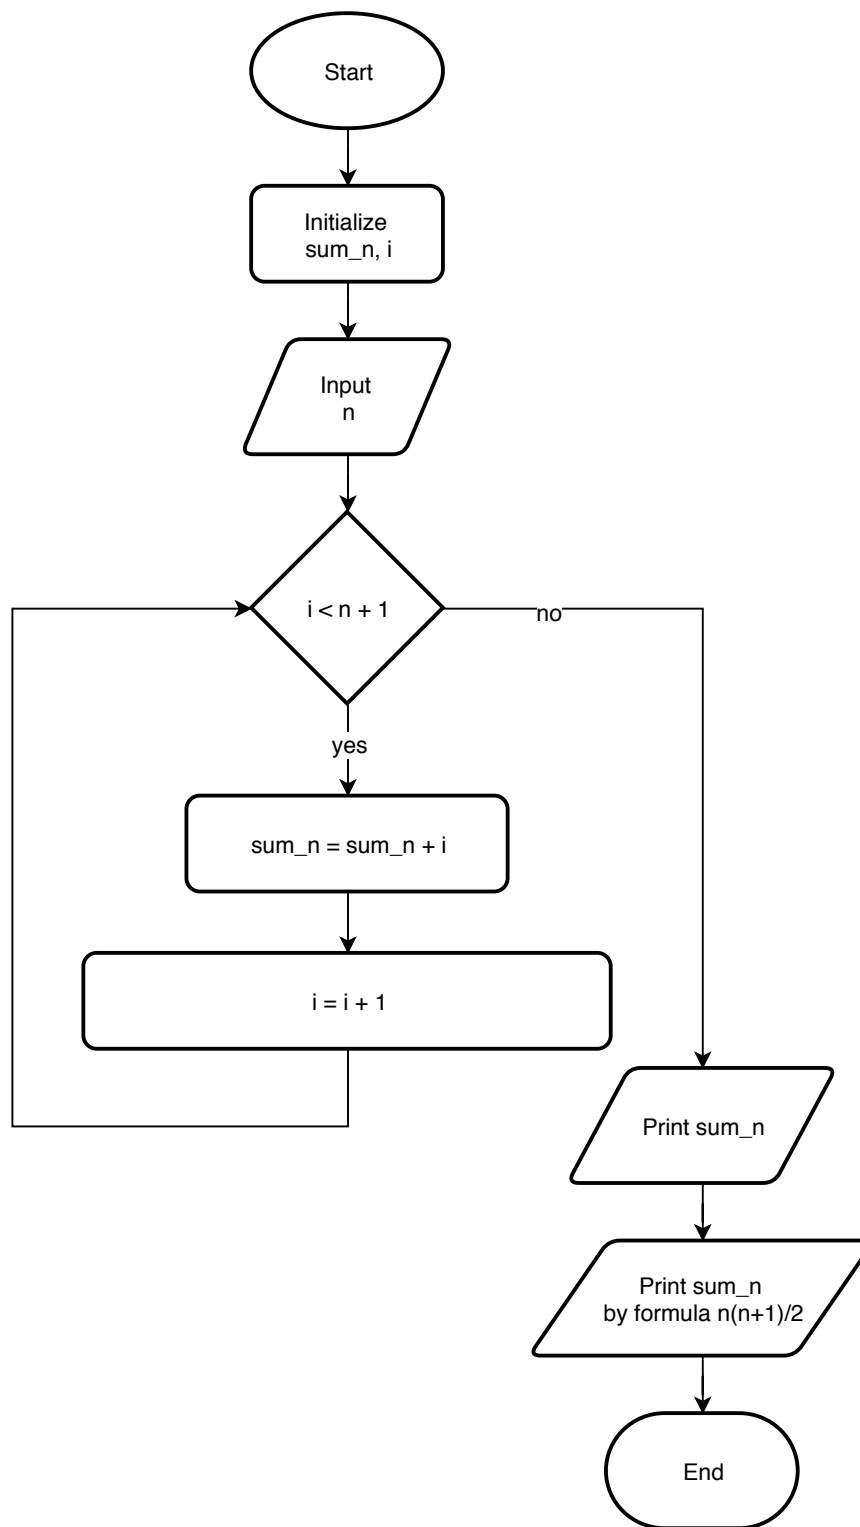 Start
Initialize
sum_n, i
Input
n
i < n + 1
no
yes
sum_n = sum_n + i
i = i + 1
Print sum_n
Print sum_n
by formula n(n+1)/2
End